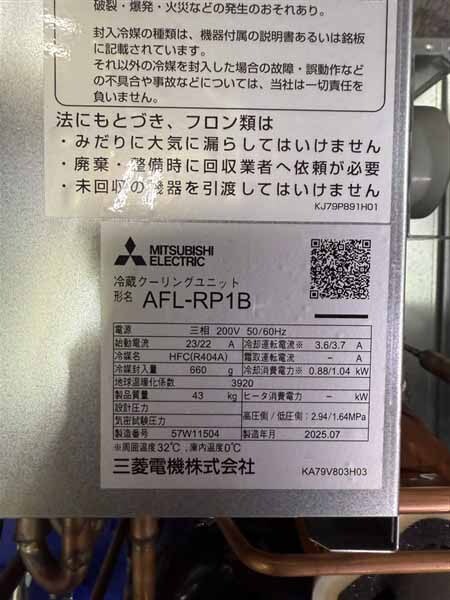 破裂・爆発・火災などの発生のおそれあり。
封入冷媒の種類は、機器付属の説明書あるいは銘板
に記載されています。
それ以外の冷媒を封入した場合の故障・誤動作など
の不具合や事故などについては、当社は一切責任を
負いません。
法にもとづき、フロン類は
・みだりに大気に漏らしてはいけません
・廃棄・整備時に回収業者へ依頼が必要
・未回収の機器を引渡してはいけません
KJ79P891H01
MITSUBISHI
ELECTRIC
冷蔵クーリングユニット
形名 AFL-RP1B
電源 三相 200V 50/60Hz
始動電流 23/22 A 冷却運転電流※ 3.6/3.7 A
冷媒名 HFC(R404A) 霜取運転電流 － A
冷媒封入量 660 g 冷却消費電力※ 0.88/1.04 kW
地球温暖化係数 3920
製品質量 43 kg ヒータ消費電力 － kW
設計圧力
気密試験圧力
高圧側/低圧側:2.94/1.64MPa
製造番号 57W11504 製造年月 2025.07
※周囲温度32℃、庫内温度0℃
三菱電機株式会社
KA79V803H03